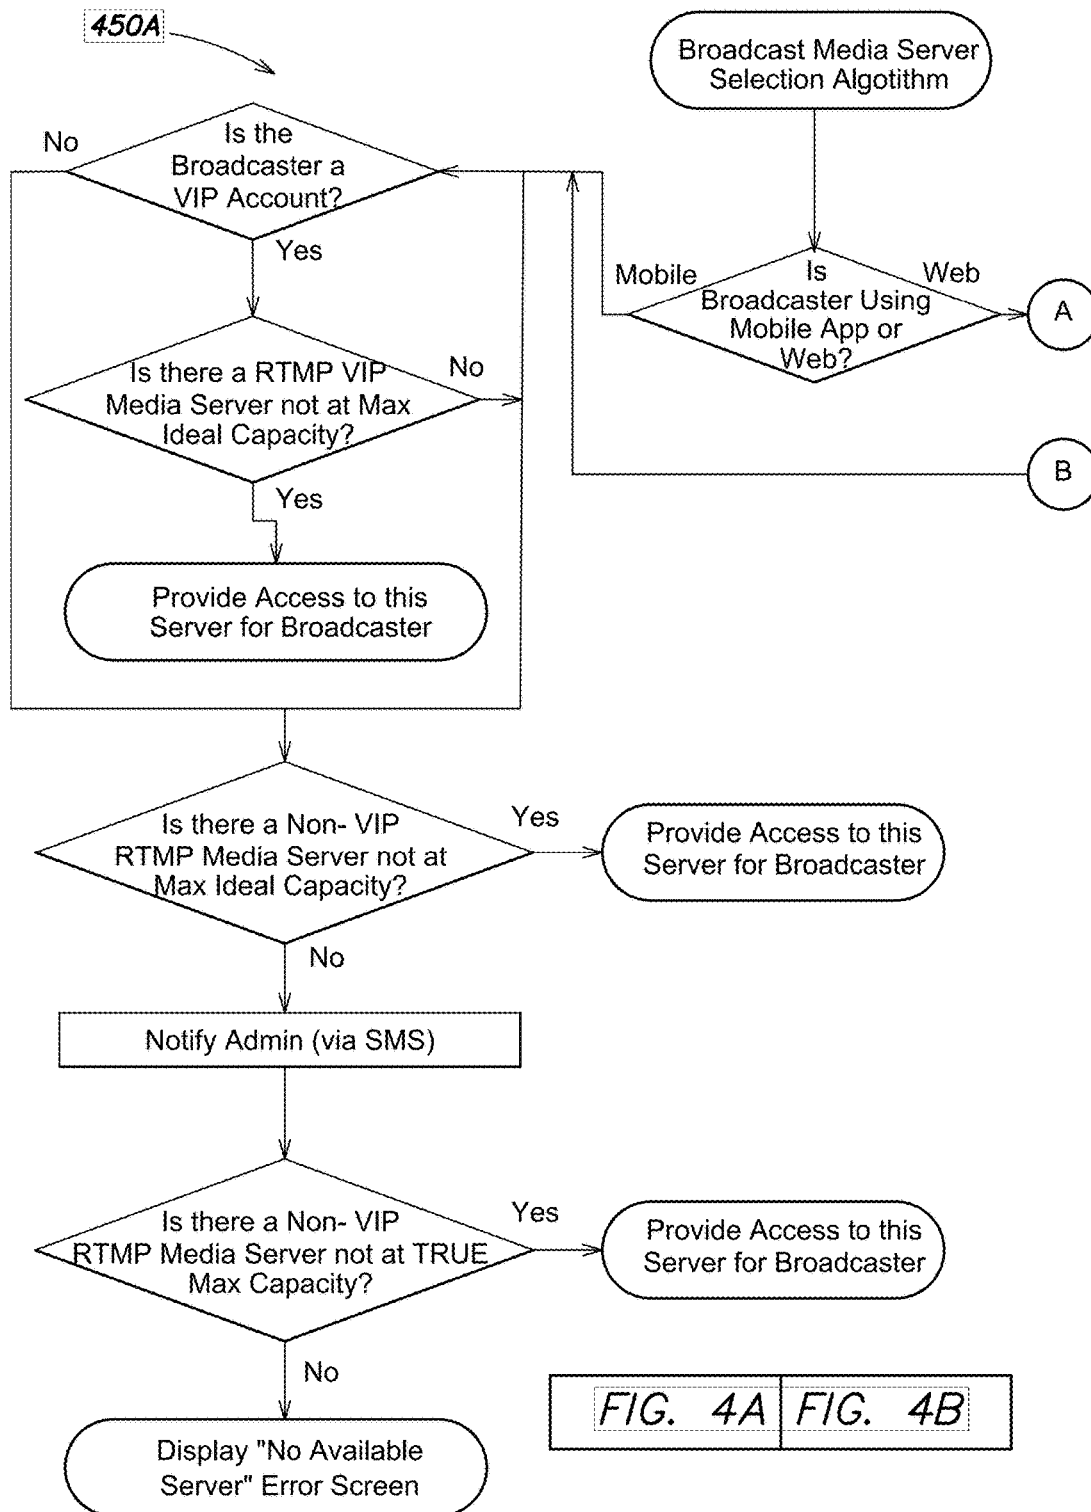 450A
Broadcast Media Server
Selection Algotithm
No
Is the
Broadcaster a
VIP Account?
Yes
Mobile
Is
Broadcaster Using
Mobile App or
Web?
Web
A
Is there a RTMP VIP
Media Server not at Max
Ideal Capacity?
No
B
Yes
Provide Access to this
Server for Broadcaster
Is there a Non- VIP
RTMP Media Server not at
Max Ideal Capacity?
Yes
Provide Access to this
Server for Broadcaster
No
Notify Admin (via SMS)
Is there a Non- VIP
RTMP Media Server not at TRUE
Max Capacity?
Yes
Provide Access to this
Server for Broadcaster
No
Display "No Available
Server" Error Screen
FIG. 4A
FIG. 4B